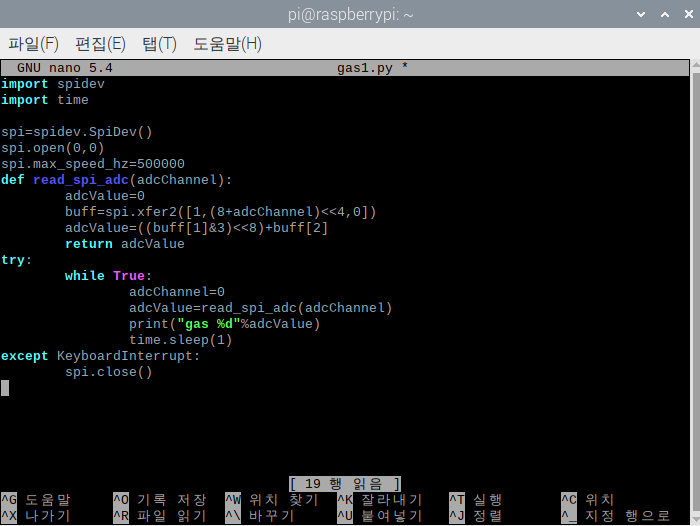 pi@raspberrypi: ~
파일(F) 편집(E) 탭(T) 도움말(H)
GNU nano 5.4 gas1.py *
import spidev
import time
spi=spidev.SpiDev()
spi.open(0,0)
spi.max_speed_hz=500000
def read_spi_adc(adcChannel):
        adcValue=0
        buff=spi.xfer2([1,(8+adcChannel)<<4,0])
        adcValue=((buff[1]&3)<<8)+buff[2]
        return adcValue
try:
        while True:
                adcChannel=0
                adcValue=read_spi_adc(adcChannel)
                print("gas %d"%adcValue)
                time.sleep(1)
except KeyboardInterrupt:
        spi.close()
[ 19 행 읽음 ]
^G 도움말 ^O 기록 저장 ^W 위치 찾기 ^K 잘라내기 ^T 실행 ^C 위치
^X 나가기 ^R 파일 읽기 ^\ 바꾸기 ^U 붙여넣기 ^J 정렬 ^_ 지정 행으로